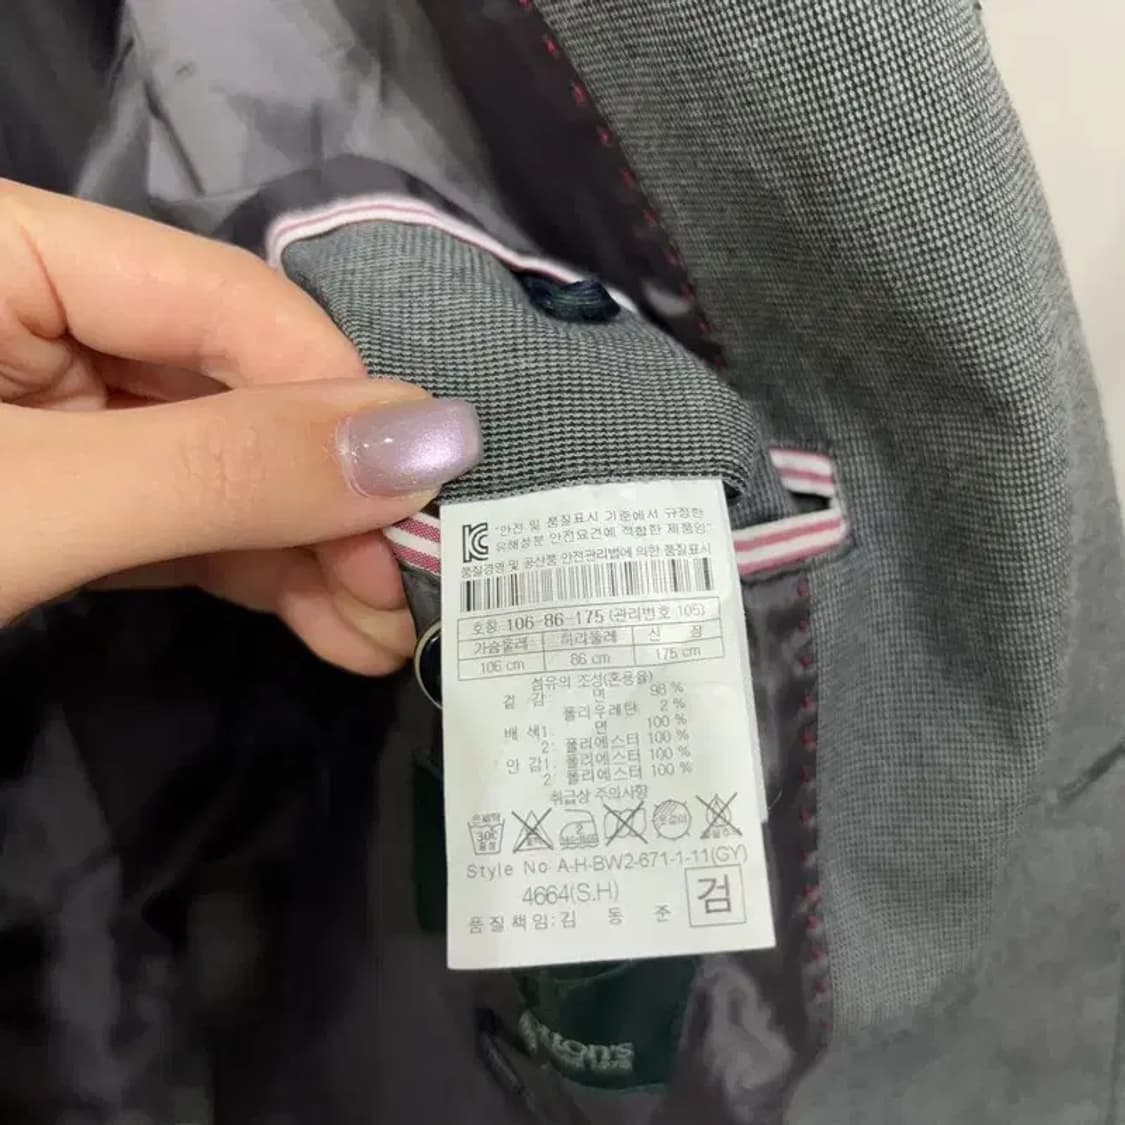 "안전 및 품질표시 기준에서 규정한
유해성분 안전요건에 적합한 제품임."
품질경영 및 공산품 안전관리법에 의한 품질표시
호칭 106-86-175 (관리번호 105)
가슴둘레 허리둘레 신 장
106 cm 86 cm 175 cm
섬유의 조성(혼용율)
겉 감: 면 98 %
폴리우레탄 2 %
배 색1: 면 100 %
2: 폴리에스터 100 %
안 감1: 폴리에스터 100 %
2: 폴리에스터 100 %
취급상 주의사항
30℃
중성
2
옷걸이
Style No A-H-BW2-671-1-11(GY)
4664(S.H)
검
품 질 책 임: 김 동 준